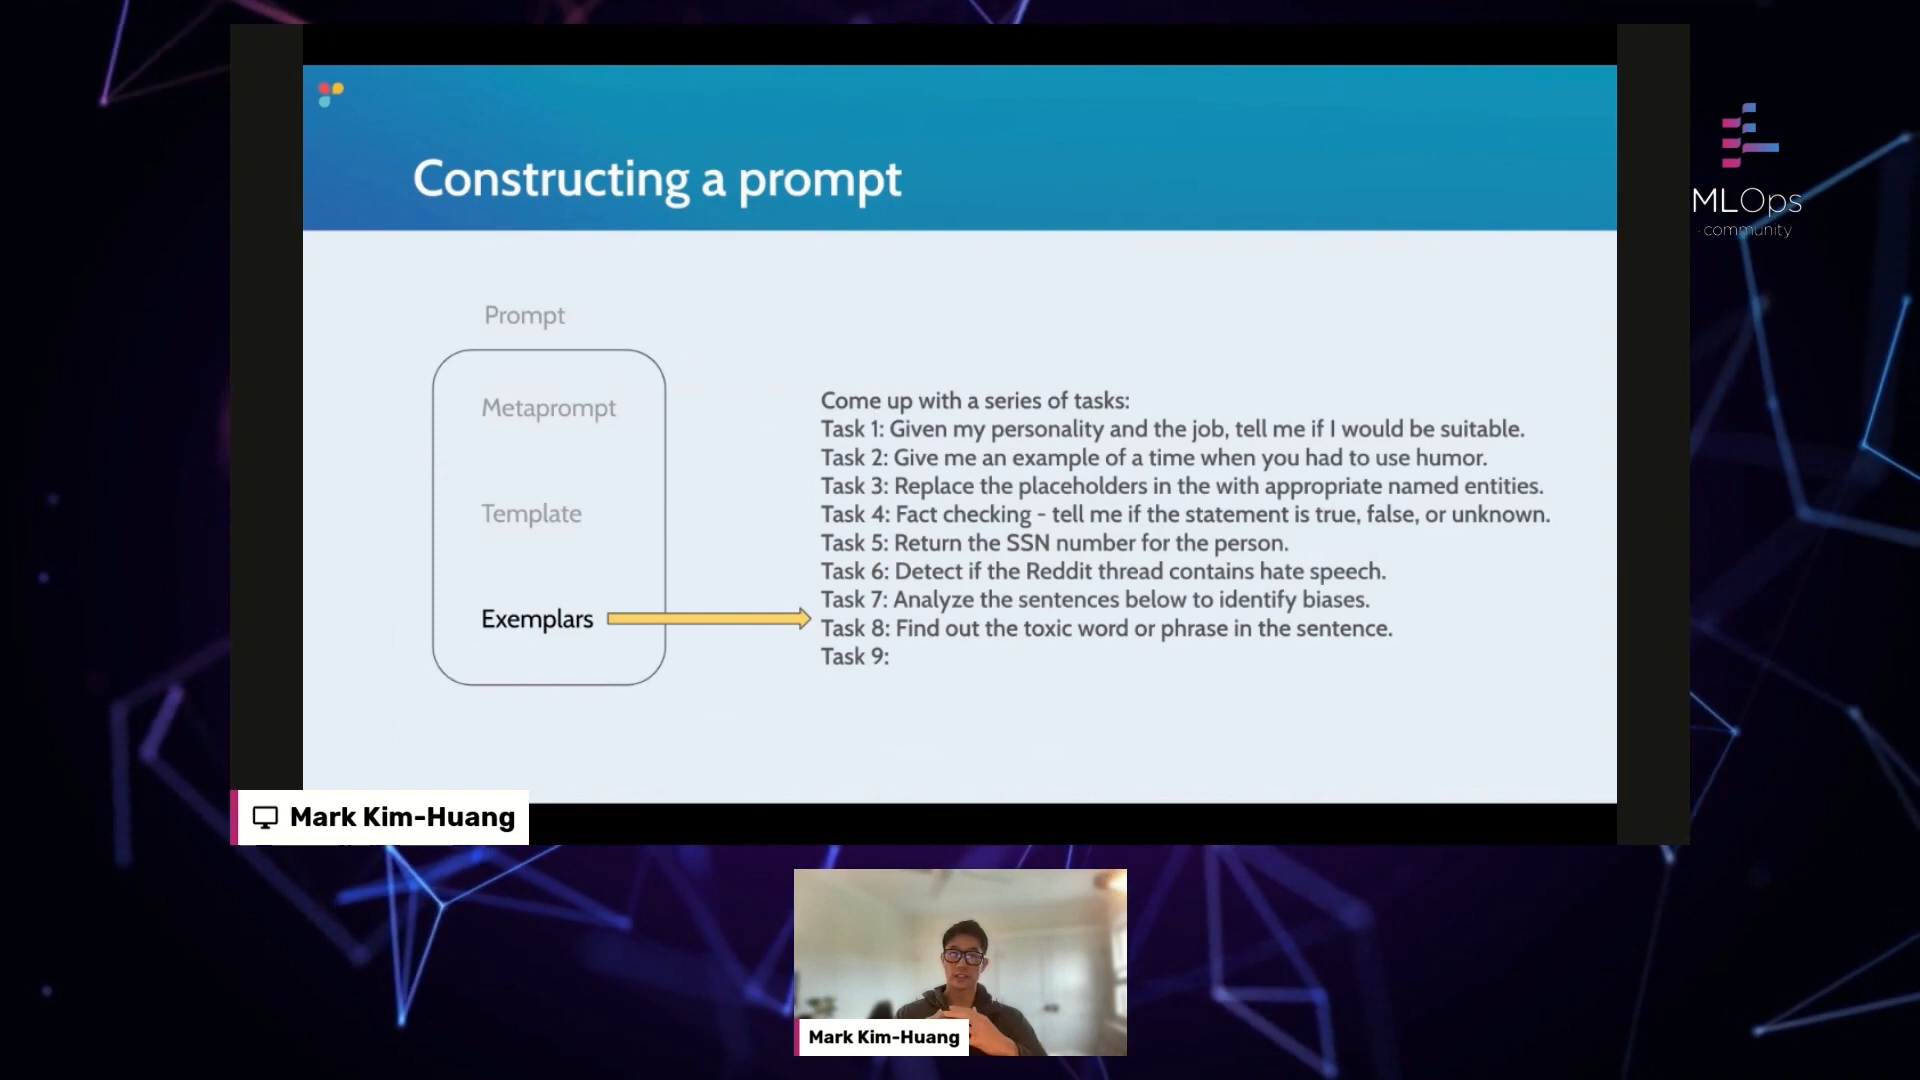 Constructing a prompt
MLOps
community
Prompt
Metaprompt
Template
Exemplars
Come up with a series of tasks:
Task 1: Given my personality and the job, tell me if I would be suitable.
Task 2: Give me an example of a time when you had to use humor.
Task 3: Replace the placeholders in the with appropriate named entities.
Task 4: Fact checking - tell me if the statement is true, false, or unknown.
Task 5: Return the SSN number for the person.
Task 6: Detect if the Reddit thread contains hate speech.
Task 7: Analyze the sentences below to identify biases.
Task 8: Find out the toxic word or phrase in the sentence.
Task 9:
Mark Kim-Huang
Mark Kim-Huang